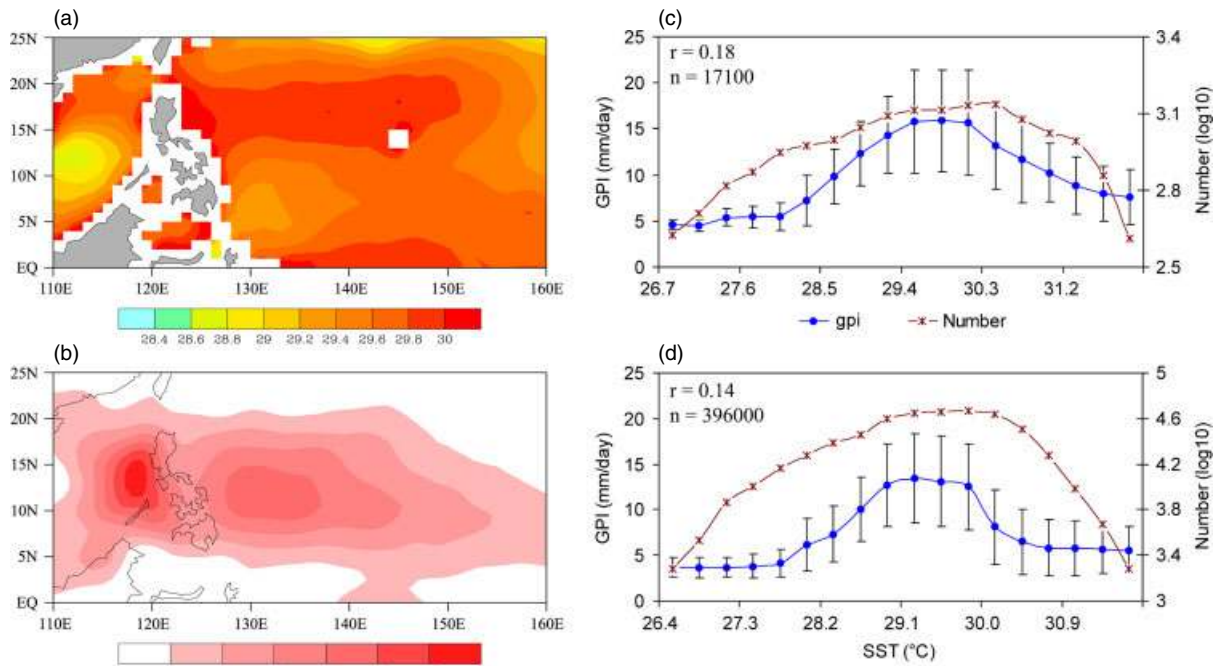 (a)
25N
20N
15N
10N
5N
EQ
110E 120E 130E 140E 150E 160E
28.4 28.6 28.8 29 29.2 29.4 29.6 29.8 30
(b)
25N
20N
15N
10N
5N
EQ
110E 120E 130E 140E 150E 160E
(c)
r = 0.18
n = 17100
GPI (mm/day)
25
20
15
10
5
0
26.7 27.6 28.5 29.4 30.3 31.2
3.4
3.1
2.8
2.5
Number (log10)
gpi Number
(d)
r = 0.14
n = 396000
GPI (mm/day)
25
20
15
10
5
0
26.4 27.3 28.2 29.1 30.0 30.9
SST (°C)
5
4.6
4.2
3.8
3.4
3
Number (log10)